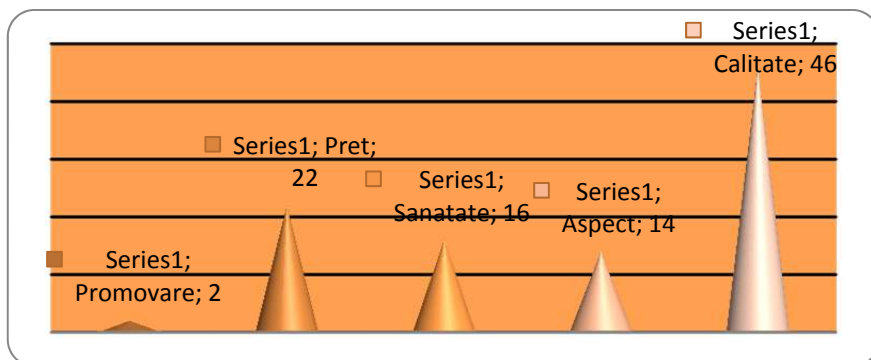 Series1;
Promovare; 2
Series1; Pret;
22
Series1;
Sanatate; 16
Series1;
Aspect; 14
Series1;
Calitate; 46